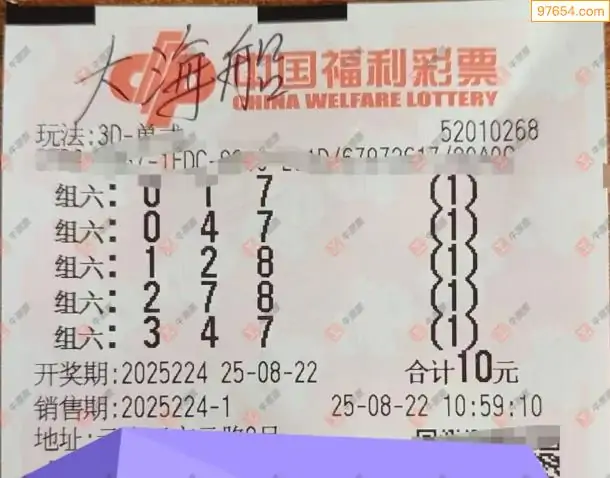 97654.com
大海船
中国福利彩票
CHINA WELFARE LOTTERY
玩法:3D-单式
52010268
组六: 0 1 7 (1)
组六: 0 4 7 (1)
组六: 1 2 8 (1)
组六: 2 7 8 (1)
组六: 3 4 7 (1)
开奖期:2025224 25-08-22 合计10元
销售期:2025224-1 25-08-22 10:59:10
地址: